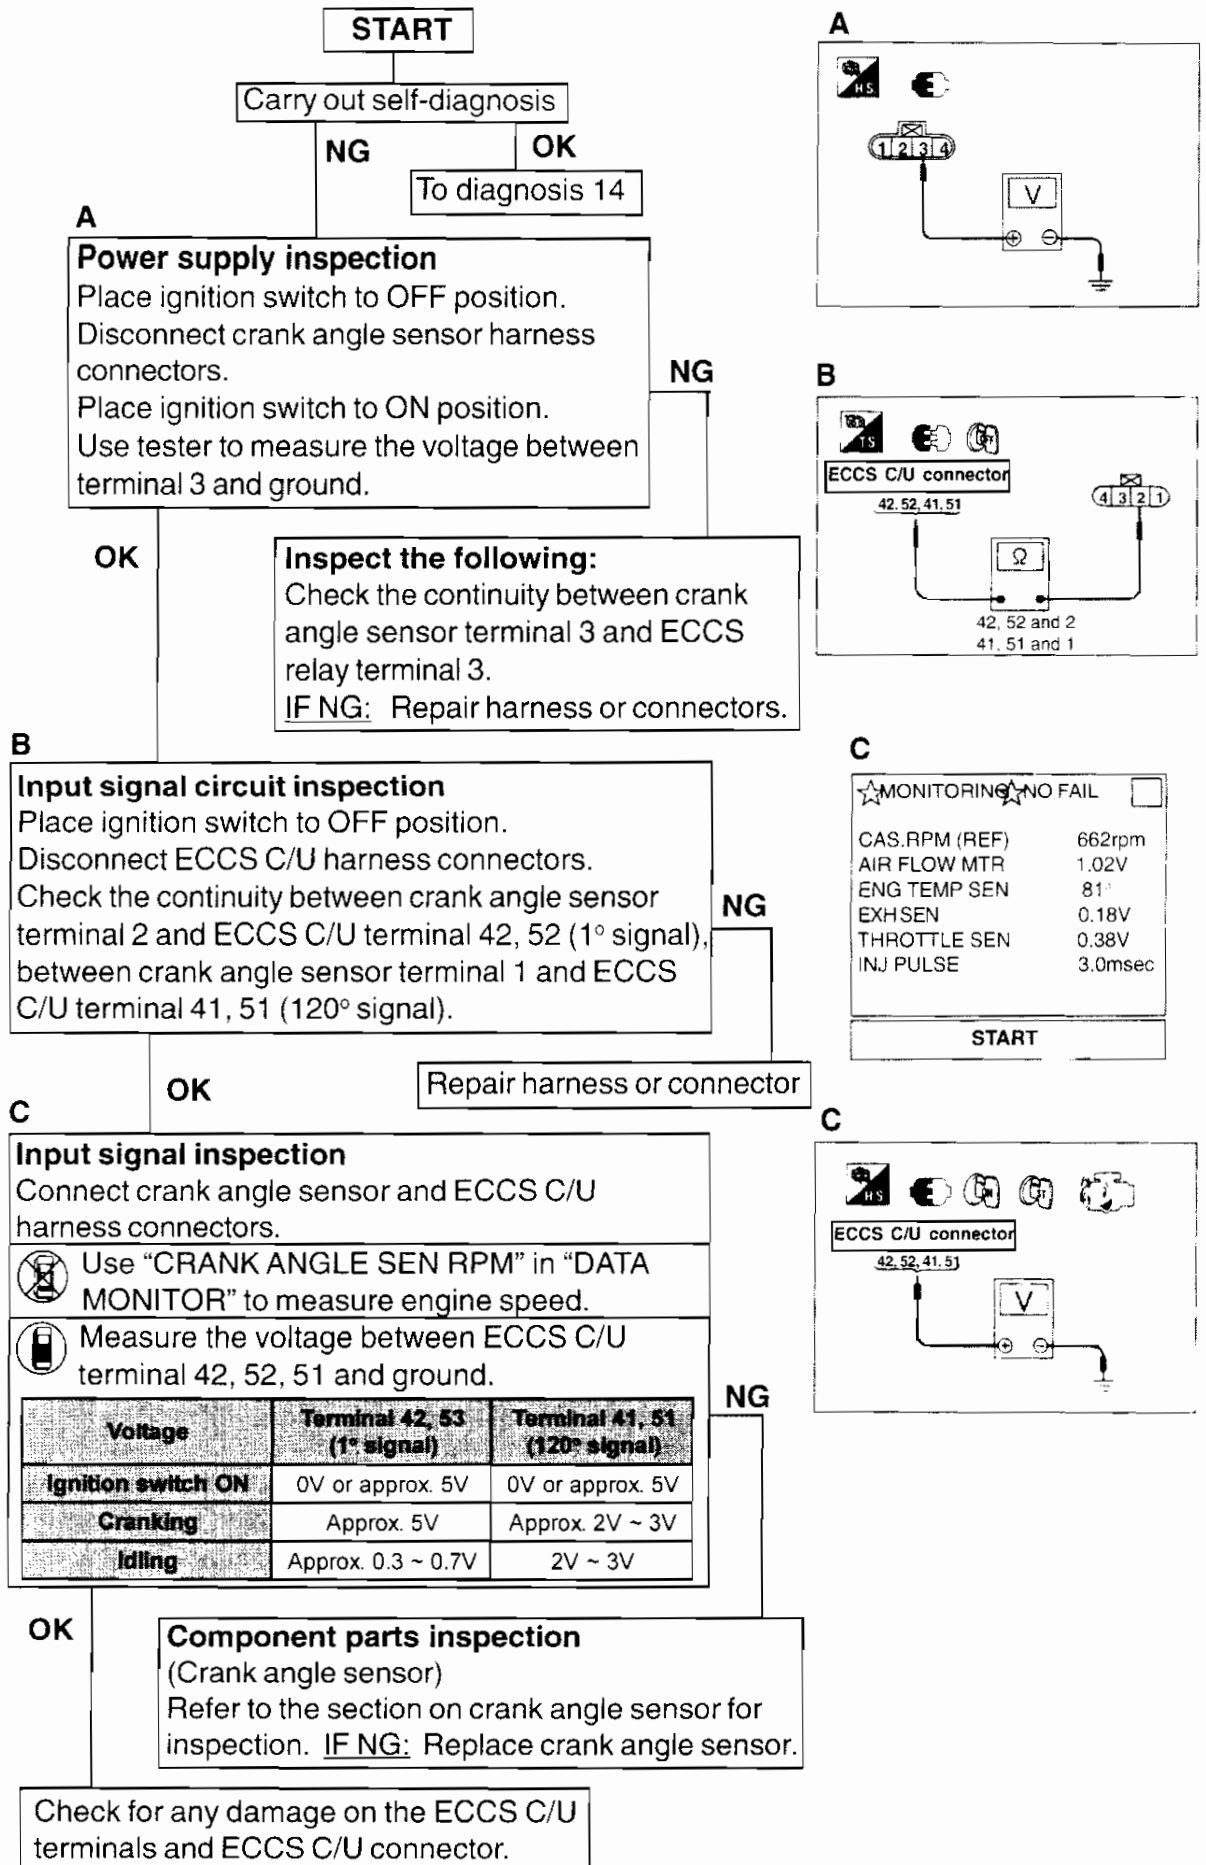 START
Carry out self-diagnosis
NG
OK
To diagnosis 14
A
Power supply inspection
Place ignition switch to OFF position.
Disconnect crank angle sensor harness
connectors.
Place ignition switch to ON position.
Use tester to measure the voltage between
terminal 3 and ground.
NG
OK
Inspect the following:
Check the continuity between crank
angle sensor terminal 3 and ECCS
relay terminal 3.
IF NG: Repair harness or connectors.
B
Input signal circuit inspection
Place ignition switch to OFF position.
Disconnect ECCS C/U harness connectors.
Check the continuity between crank angle sensor
terminal 2 and ECCS C/U terminal 42, 52 (1° signal),
between crank angle sensor terminal 1 and ECCS
C/U terminal 41, 51 (120° signal).
NG
OK
Repair harness or connector
C
Input signal inspection
Connect crank angle sensor and ECCS C/U
harness connectors.
Use “CRANK ANGLE SEN RPM” in “DATA
MONITOR” to measure engine speed.
Measure the voltage between ECCS C/U
terminal 42, 52, 51 and ground.
Voltage Terminal 42, 53 (1° signal) Terminal 41, 51 (120° signal)
Ignition switch ON 0V or approx. 5V 0V or approx. 5V
Cranking Approx. 5V Approx. 2V ~ 3V
Idling Approx. 0.3 ~ 0.7V 2V ~ 3V
NG
OK
Component parts inspection
(Crank angle sensor)
Refer to the section on crank angle sensor for
inspection. IF NG: Replace crank angle sensor.
Check for any damage on the ECCS C/U
terminals and ECCS C/U connector.
A
H.S.
1 2 3 4
V
⊕ ⊖
B
T.S
ECCS C/U connector
42, 52, 41, 51
4 3 2 1
Ω
42, 52 and 2
41, 51 and 1
C
☆MONITORING☆NO FAIL
CAS.RPM (REF) 662rpm
AIR FLOW MTR 1.02V
ENG TEMP SEN 81°
EXH SEN 0.18V
THROTTLE SEN 0.38V
INJ PULSE 3.0msec
START
C
H.S
ON
ST
ECCS C/U connector
42, 52, 41, 51
V
⊕ ⊖